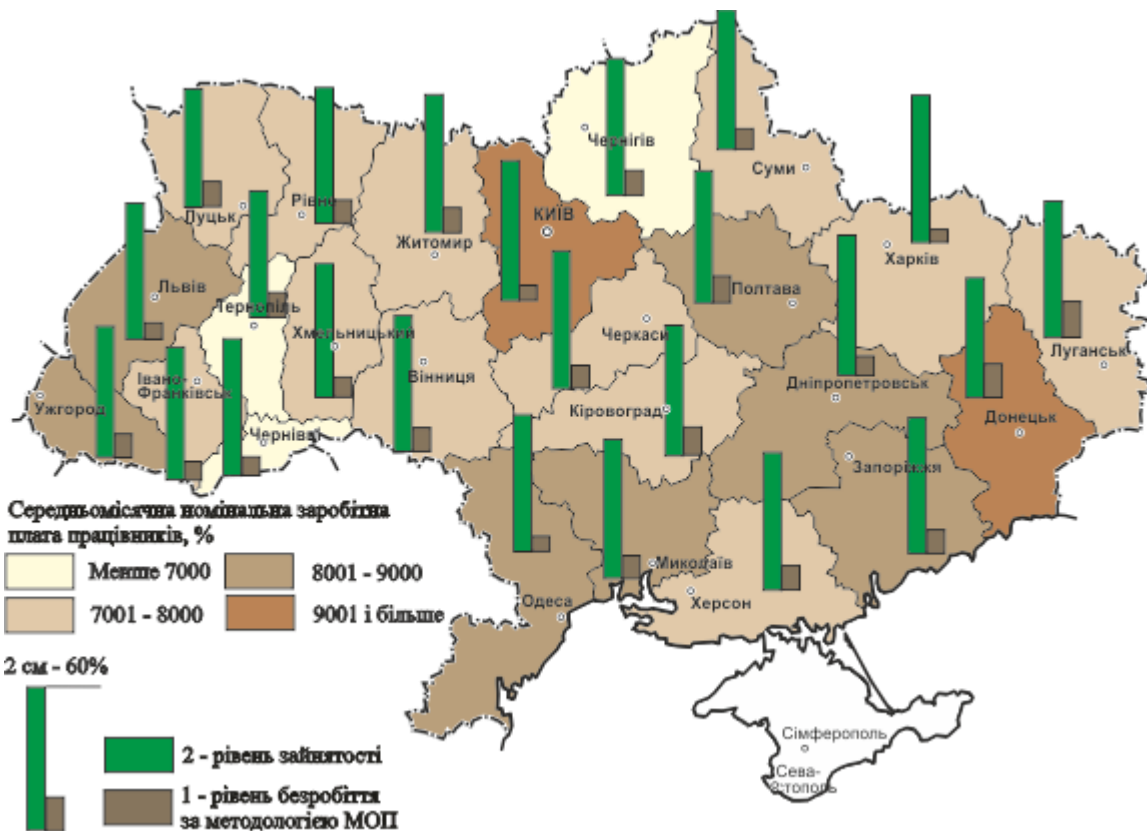 Чернігів
Суми
Луцьк
Рівне
КИЇВ
Житомир
Харків
Львів
Полтава
Тернопіль
Хмельницький
Черкаси
Луганськ
Вінниця
Івано-
Франківськ
Дніпропетровськ
Ужгород
Кіровоград
Донецьк
Чернівці
Запоріжжя
Середньомісячна номінальна заробітна
плата працівників, %
Менше 7000
8001 - 9000
7001 - 8000
9001 і більше
Миколаїв
Одеса
Херсон
2 см - 60%
2 - рівень зайнятості
1 - рівень безробіття
за методологією МОП
Сімферополь
Сева-
стополь